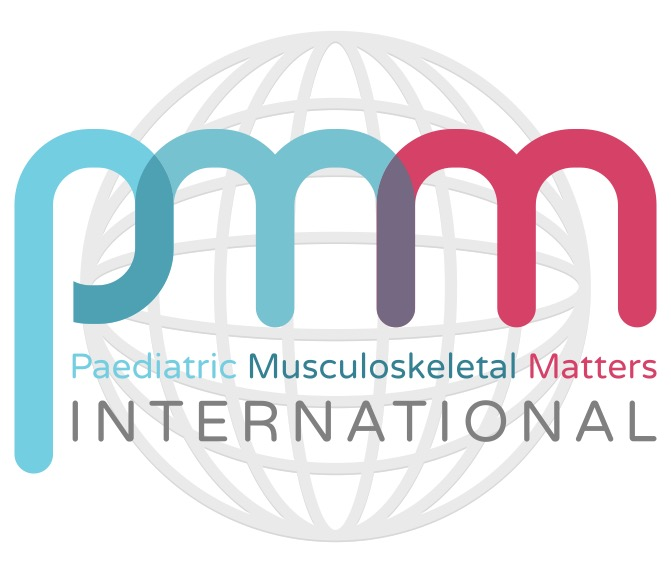 pmm
Paediatric Musculoskeletal Matters
INTERNATIONAL